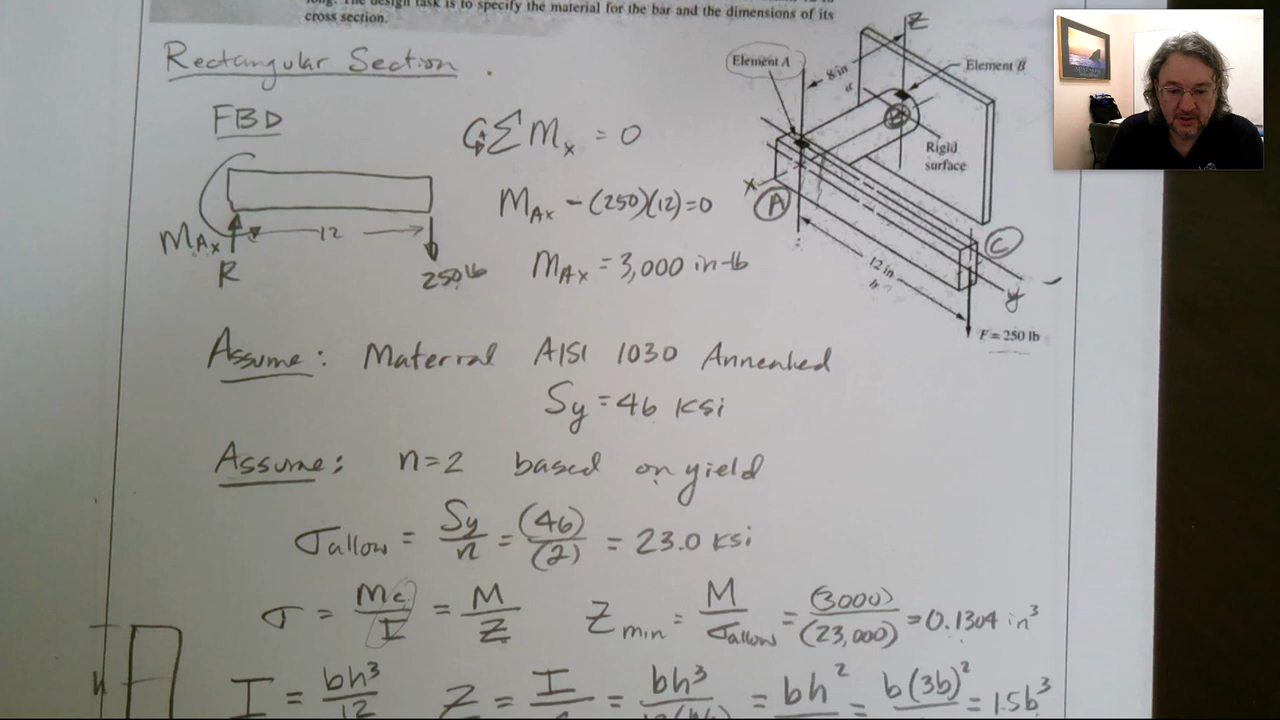 long. The design task is to specify the material for the bar and the dimensions of its
cross section.
Rectangular Section.
Z
Element A
8 in
Element B
Rigid
surface
X
A
C
12 in
y
F = 250 lb
FBD
ΣMx = 0
MAx
12
R
250 lb
MAx - (250)(12) = 0
MAx = 3,000 in-lb
Assume: Material AISI 1030 Annealed
Sy = 46 ksi
Assume: n=2 based on yield
σallow = Sy/n = (46)/(2) = 23.0 ksi
σ = Mc/I = M/Z Zmin = M/σallow = (3000)/(23,000) = 0.1304 in³
h
I = bh³/12 Z = I = bh³ = bh² = b(3b)² = 1.5b³